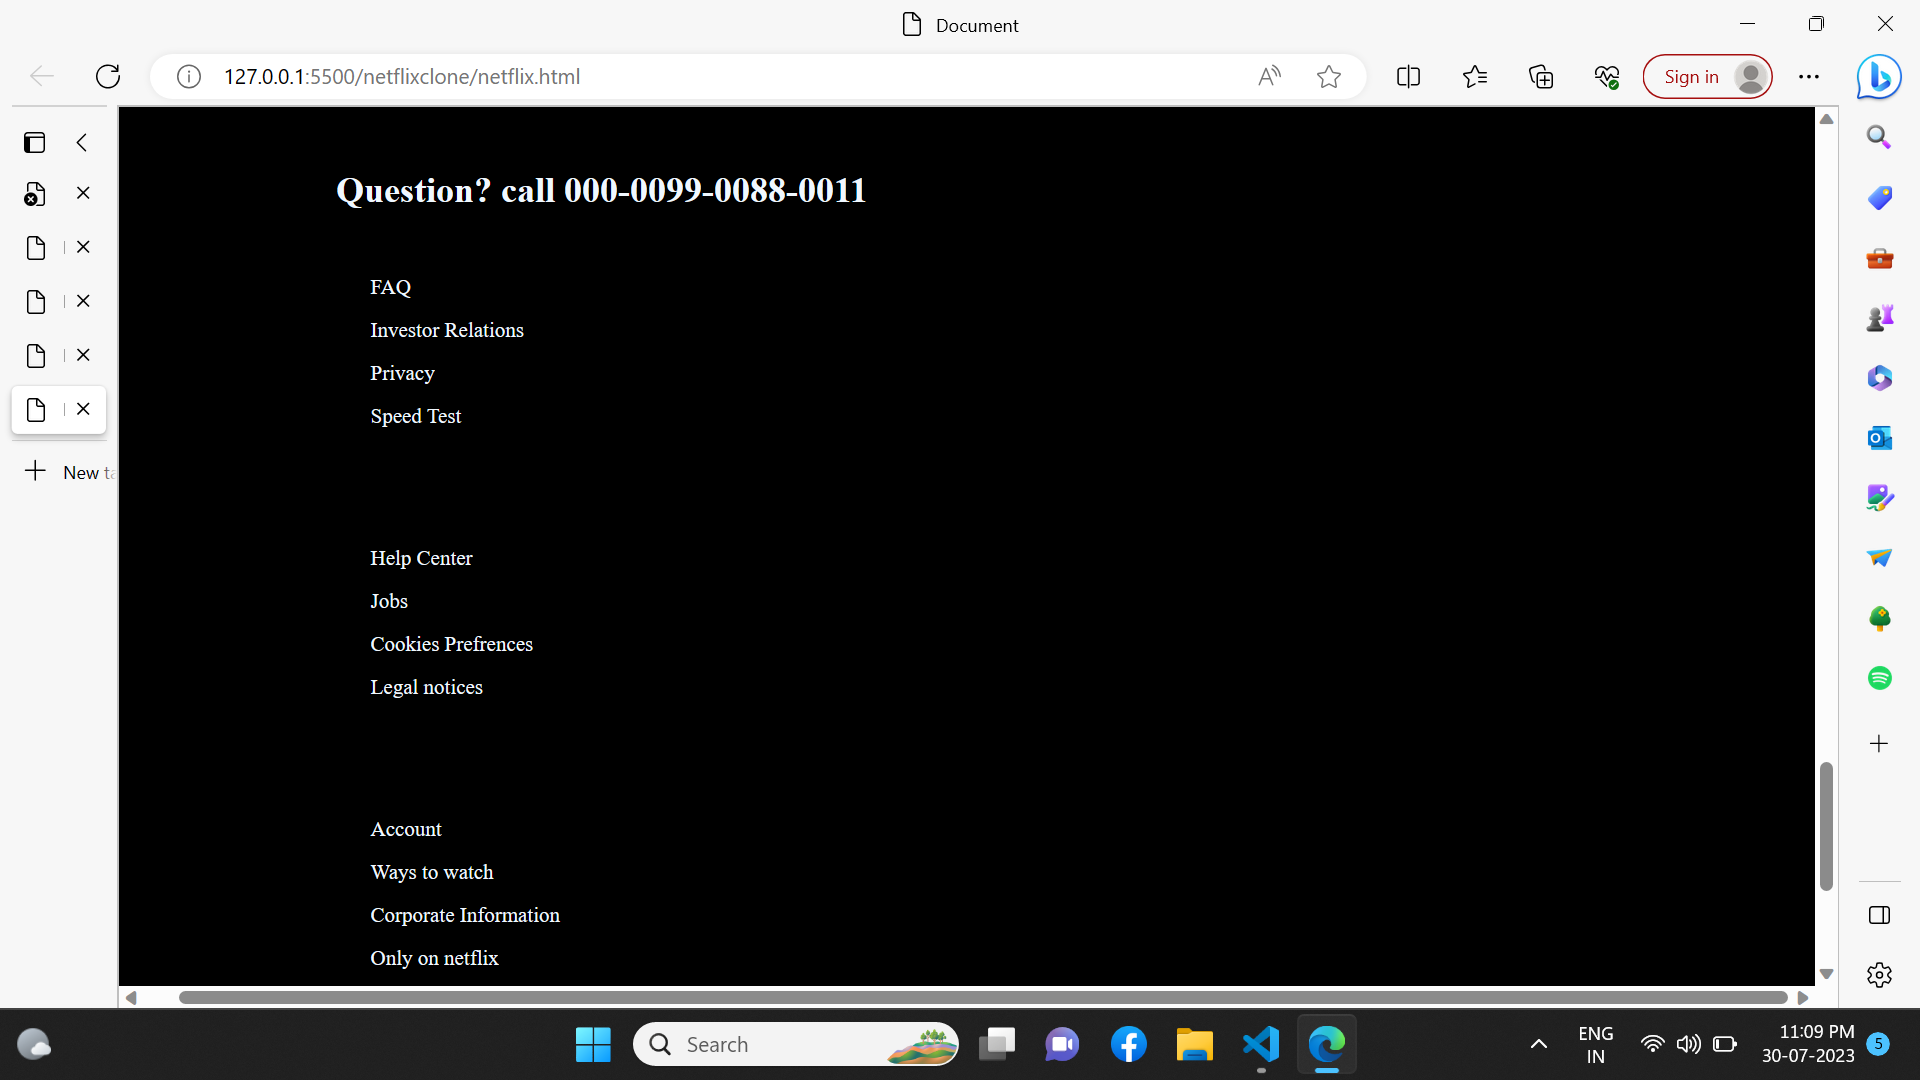 Document
127.0.0.1:5500/netflixclone/netflix.html
Sign in
New ta
Question? call 000-0099-0088-0011
FAQ
Investor Relations
Privacy
Speed Test
Help Center
Jobs
Cookies Prefrences
Legal notices
Account
Ways to watch
Corporate Information
Only on netflix
Search
ENG
IN
11:09 PM
30-07-2023
5